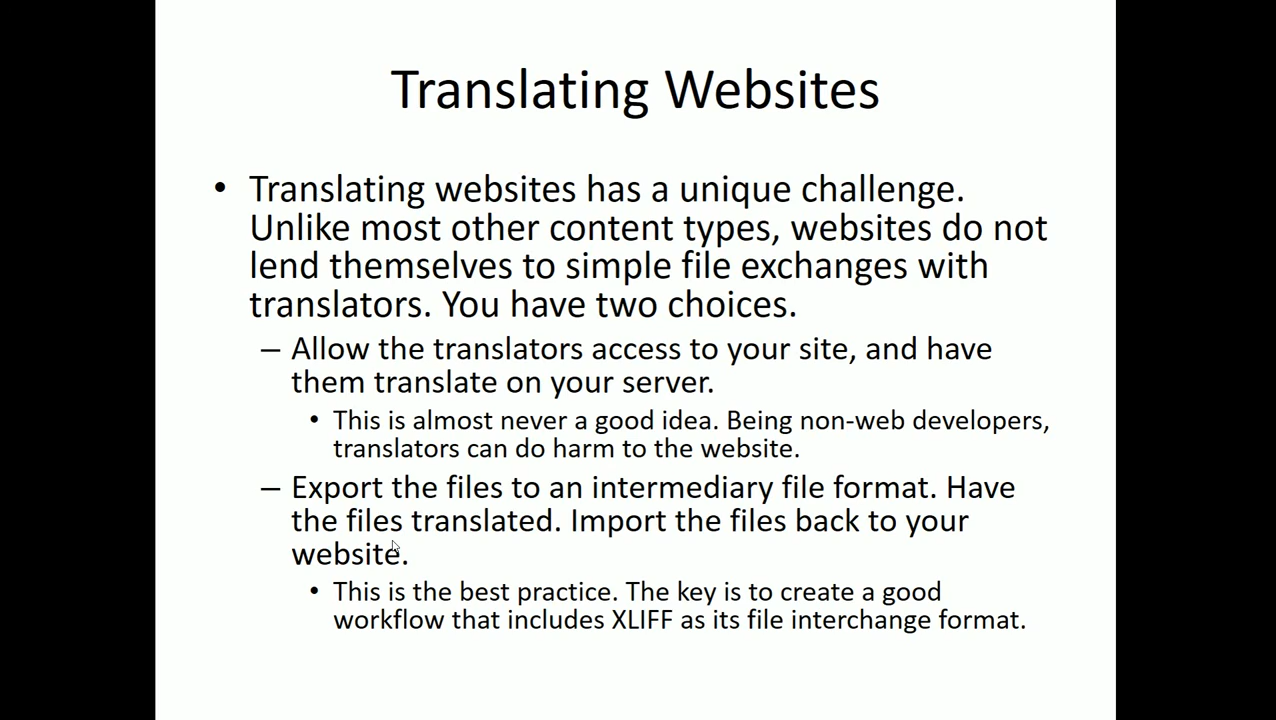 Translating Websites
• Translating websites has a unique challenge.
Unlike most other content types, websites do not
lend themselves to simple file exchanges with
translators. You have two choices.
– Allow the translators access to your site, and have
them translate on your server.
• This is almost never a good idea. Being non-web developers,
translators can do harm to the website.
– Export the files to an intermediary file format. Have
the files translated. Import the files back to your
website.
• This is the best practice. The key is to create a good
workflow that includes XLIFF as its file interchange format.